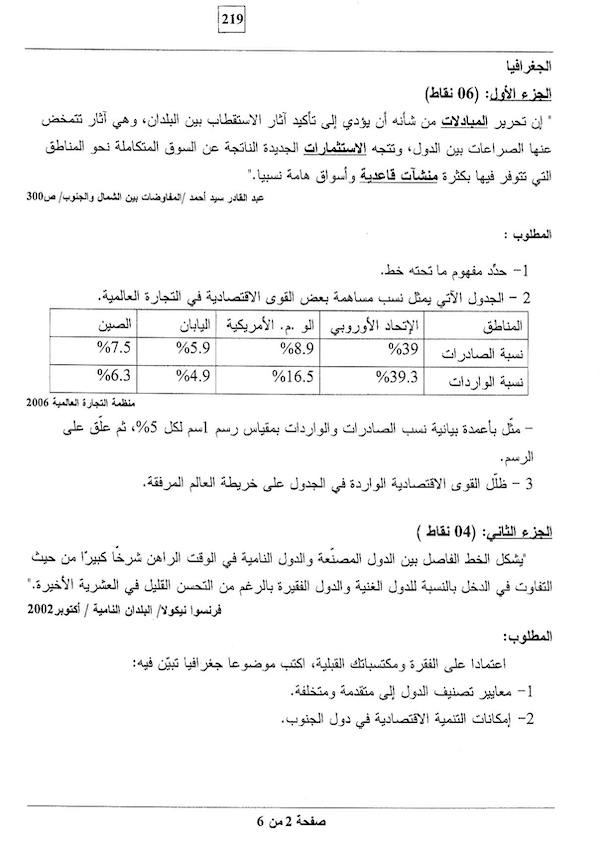 219
الجغرافيا
الجزء الأول: (06 نقاط)
" إن تحرير المبادلات من شأنه أن يؤدي إلى تأكيد آثار الاستقطاب بين البلدان، وهي آثار تتمخض
عنها الصراعات بين الدول، وتتجه الاستثمارات الجديدة الناتجة عن السوق المتكاملة نحو المناطق
التي تتوفر فيها بكثرة منشآت قاعدية وأسواق هامة نسبيا."
عبد القادر سيد أحمد /المفاوضات بين الشمال والجنوب/ ص300
المطلوب :
1- حدّد مفهوم ما تحته خط.
2 - الجدول الآتي يمثل نسب مساهمة بعض القوى الاقتصادية في التجارة العالمية.
المناطق الإتحاد الأوروبي الو .م. الأمريكية اليابان الصين
نسبة الصادرات 39% 8.9% 5.9% 7.5%
نسبة الواردات 39.3% 16.5% 4.9% 6.3%
منظمة التجارة العالمية 2006
- مثّل بأعمدة بيانية نسب الصادرات والواردات بمقياس رسم 1سم لكل 5%، ثم علّق على
الرسم.
3 - ظلّل القوى الاقتصادية الواردة في الجدول على خريطة العالم المرفقة.
الجزء الثاني: (04 نقاط )
"يشكل الخط الفاصل بين الدول المصنّعة والدول النامية في الوقت الراهن شرخًا كبيرًا من حيث
التفاوت في الدخل بالنسبة للدول الغنية والدول الفقيرة بالرغم من التحسن القليل في العشرية الأخيرة."
فرنسوا نيكولا/ البلدان النامية / أكتوبر2002
المطلوب:
اعتمادا على الفقرة ومكتسباتك القبلية، اكتب موضوعا جغرافيا تبيّن فيه:
1- معايير تصنيف الدول إلى متقدمة ومتخلفة.
2- إمكانات التنمية الاقتصادية في دول الجنوب.
صفحة 2 من 6